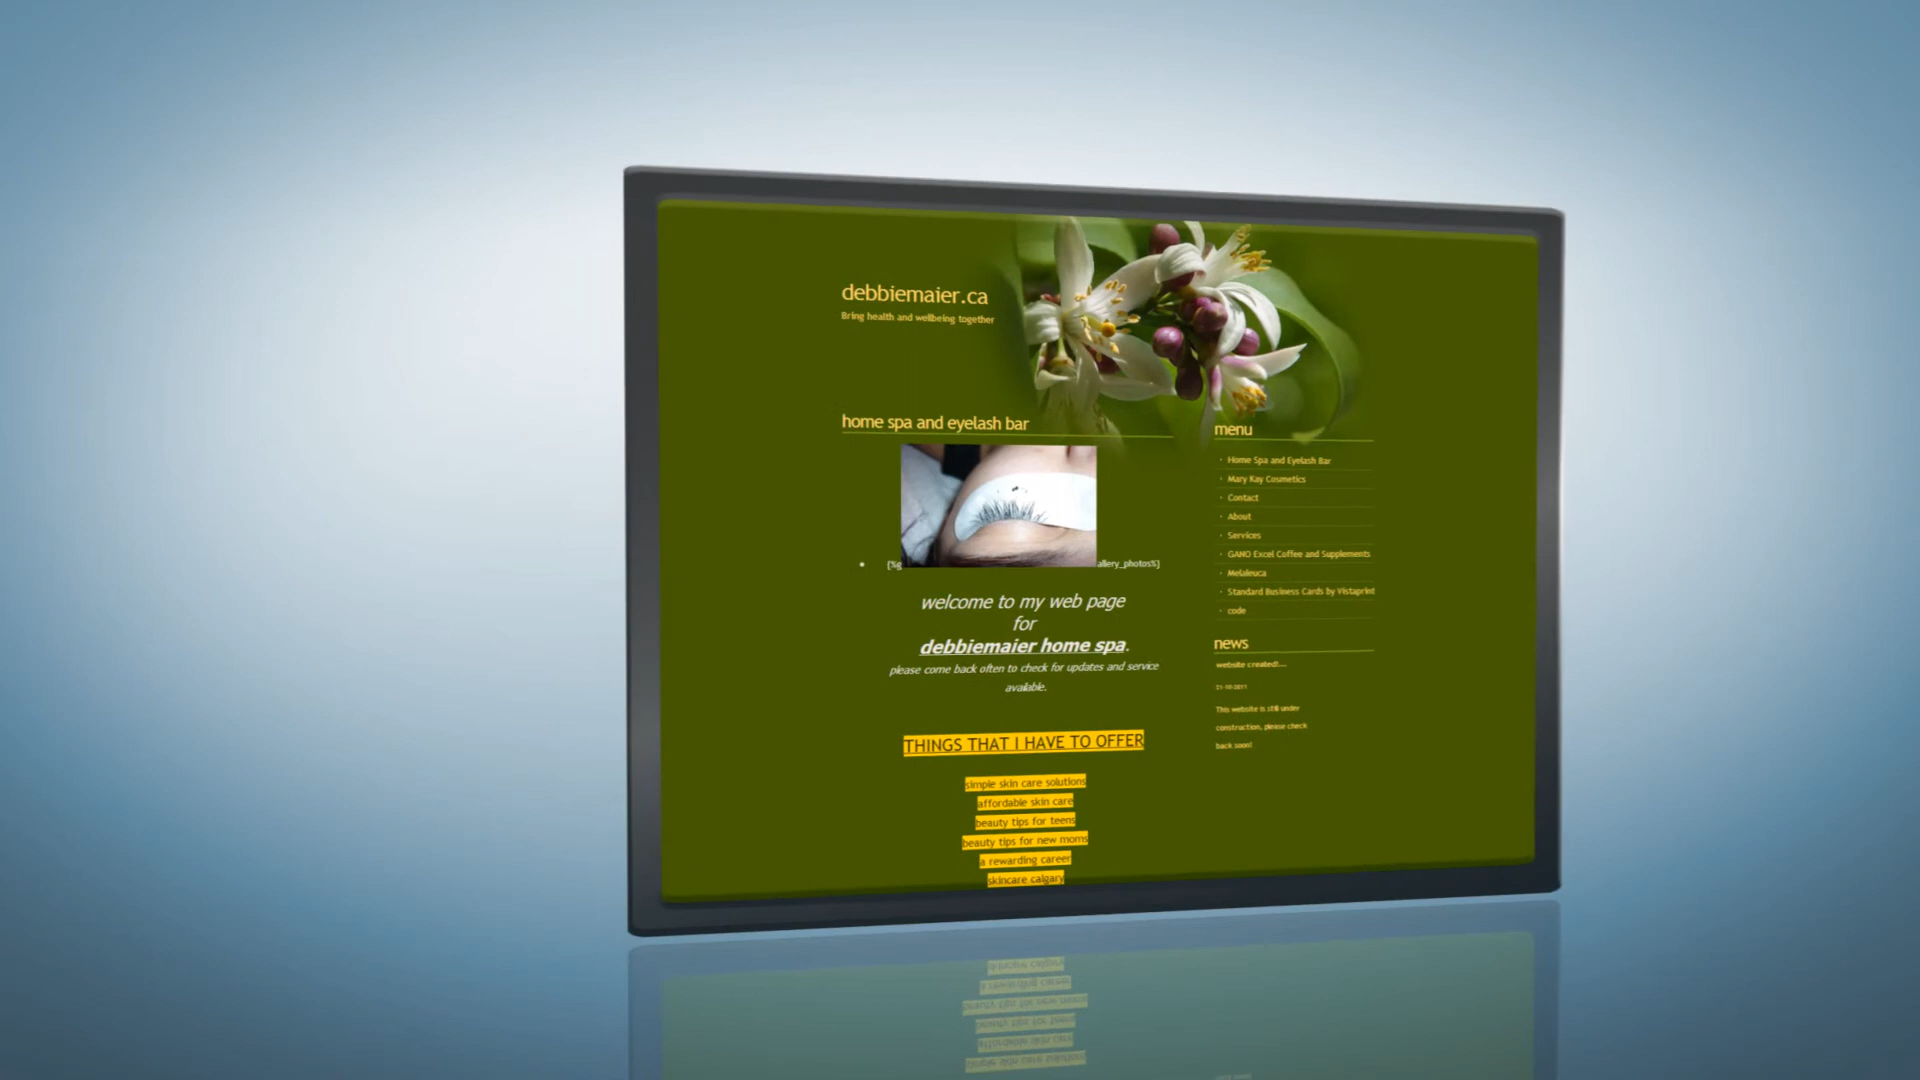 debbiemaier.ca
Bring health and wellbeing together
home spa and eyelash bar
[%g
allery_photos%]
welcome to my web page
for
debbiemaier home spa.
please come back often to check for updates and service
available.
THINGS THAT I HAVE TO OFFER
simple skin care solutions
affordable skin care
beauty tips for teens
beauty tips for new moms
a rewarding career
skincare calgary
menu
Home Spa and Eyelash Bar
Mary Kay Cosmetics
Contact
About
Services
GANO Excel Coffee and Supplements
Melaleuca
Standard Business Cards by Vistaprint
code
news
website created!...
21-10-2011
This website is still under
construction, please check
back soon!